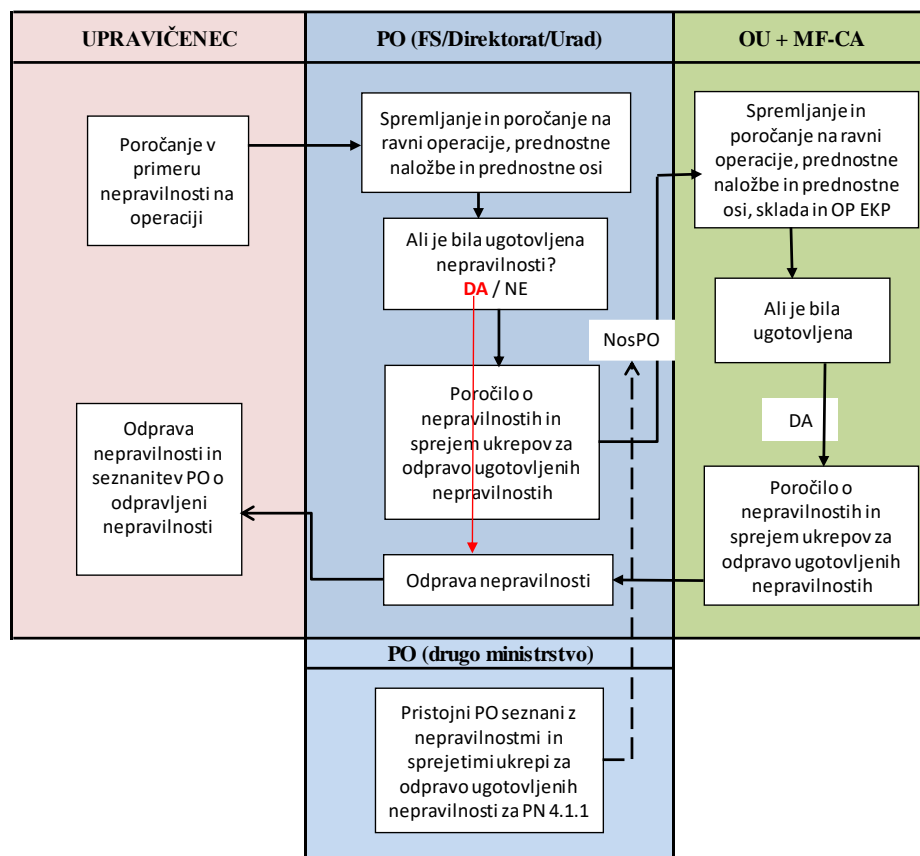 UPRAVIČENEC
PO (FS/Direktorat/Urad)
OU + MF-CA
Poročanje v
primeru
nepravilnosti na
operaciji
Spremljanje in
poročanje na
ravni operacije, prednostne
naložbe in prednostne osi
Spremljanje in
poročanje na ravni
operacije, prednostne
naložbe in prednostne
osi, sklada in OP EKP
Ali je bila ugotovljena
nepravilnosti?
DA / NE
Ali je bila
ugotovljena
NosPO
DA
Poročilo o
nepravilnostih in
sprejem ukrepov za
odpravo ugotovljenih
nepravilnostih
Odprava
nepravilnosti in
seznanitev PO o
odpravljeni
nepravilnosti
Poročilo o
nepravilnostih in
sprejem ukrepov za
odpravo ugotovljenih
nepravilnostih
Odprava nepravilnosti
PO (drugo ministrstvo)
Pristojni PO seznani z
nepravilnostmi in
sprejetimi ukrepi za
odpravo ugotovljenih
nepravilnosti za PN 4.1.1